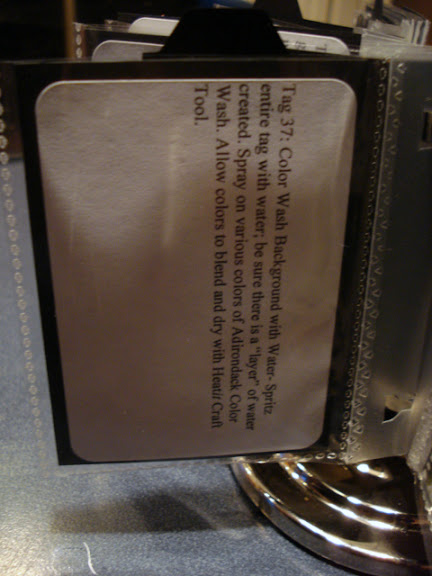 Tag 37: Color Wash Background with Water- Spritz
entire tag with water; be sure there is a "layer" of water
created. Spray on various colors of Adirondack Color
Wash. Allow colors to blend and dry with Heatit Craft
Tool.